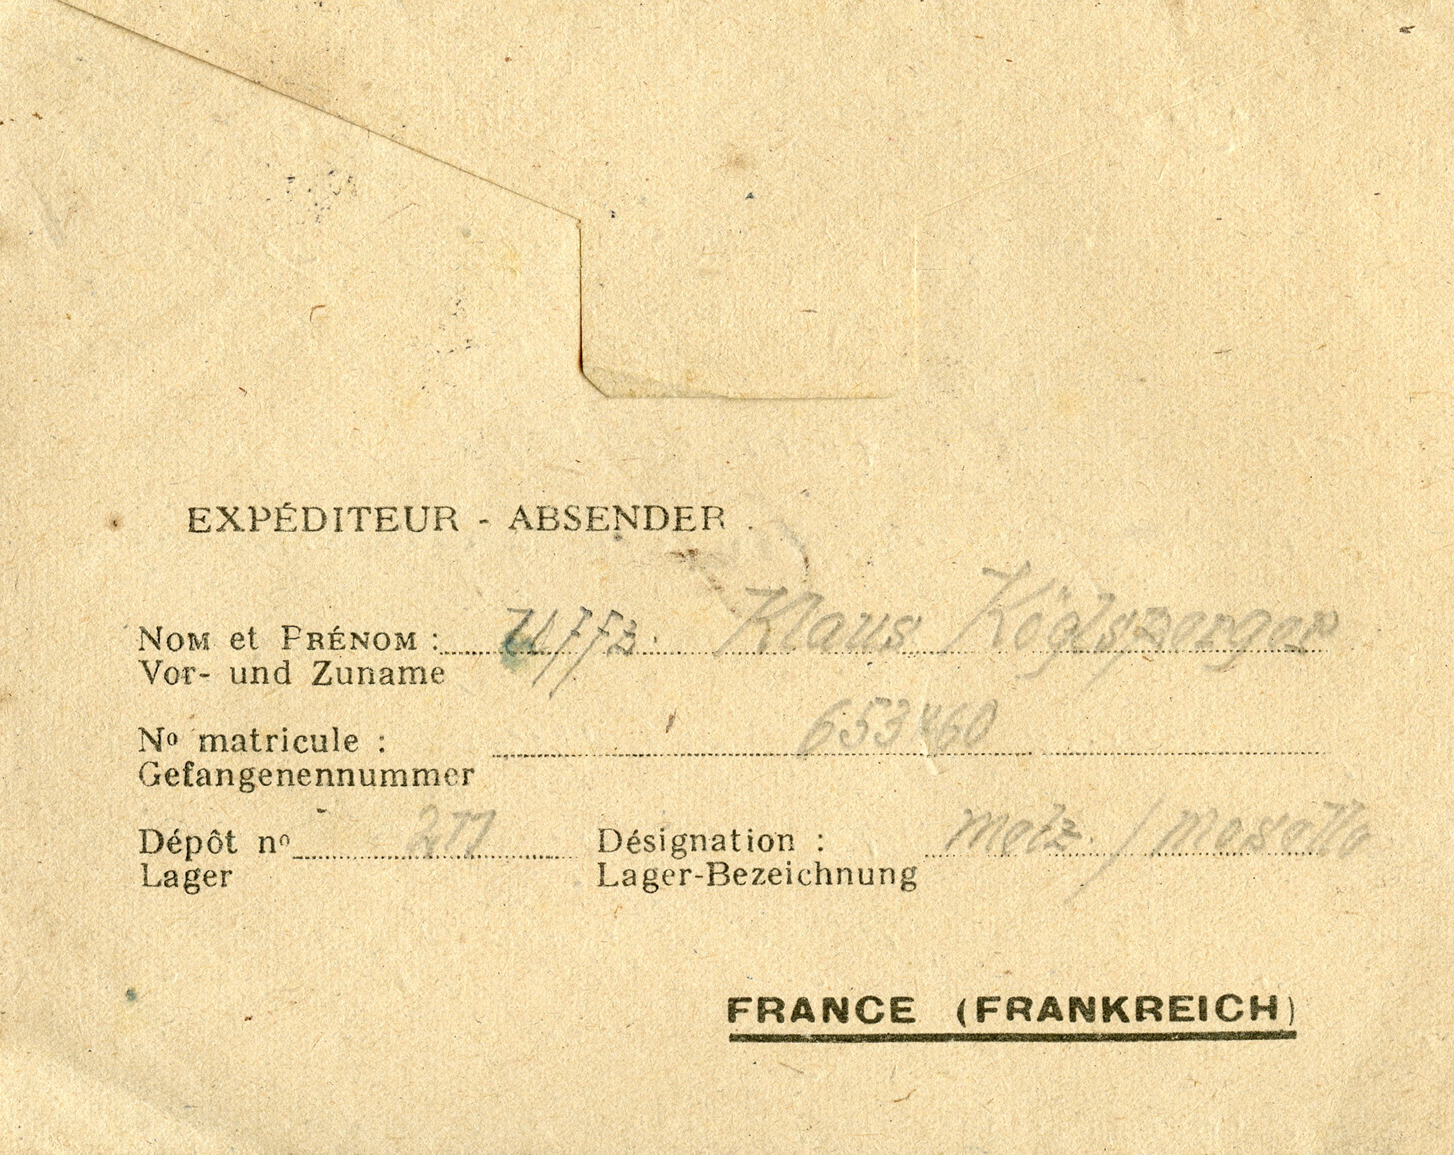 EXPÉDITEUR - ABSENDER
NOM et PRÉNOM : Uffz. Klaus Köglsperger
Vor- und Zuname
Nº matricule : 653460
Gefangenennummer
Dépôt nº 211 Désignation : Metz. / Moselle
Lager Lager-Bezeichnung
FRANCE (FRANKREICH)